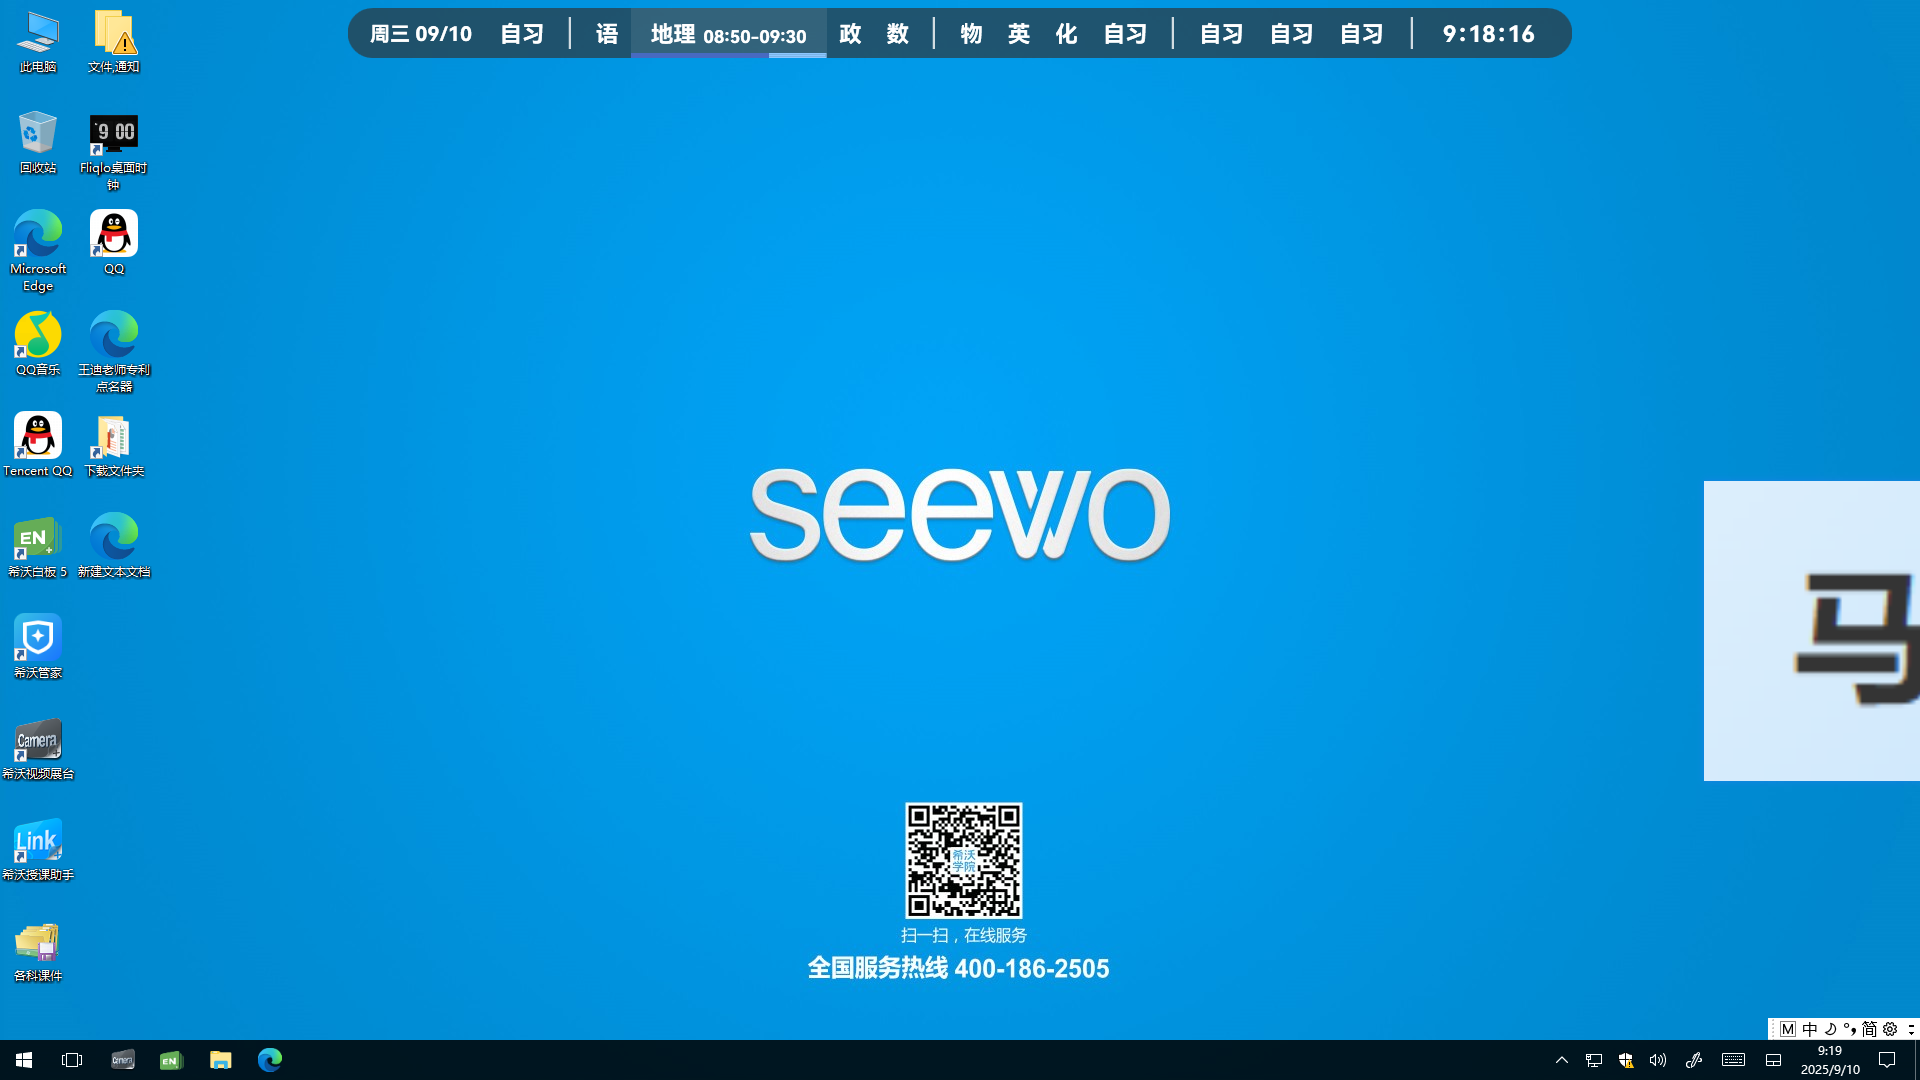 周三 09/10 自习 语 地理 08:50-09:30 政 数 物 英 化 自习 自习 自习 自习 9:18:16
此电脑
文件,通知
9 00
回收站
Fliqlo桌面时
钟
Microsoft
Edge
QQ
QQ音乐
王迪老师专利
点名器
Tencent QQ
下载文件夹
EN
希沃白板 5
新建文本文档
希沃管家
Camera
希沃视频展台
Link
希沃授课助手
各科课件
seewo
马
希沃
学院
扫一扫，在线服务
全国服务热线 400-186-2505
M 中 简
Camera
EN
9:19
2025/9/10